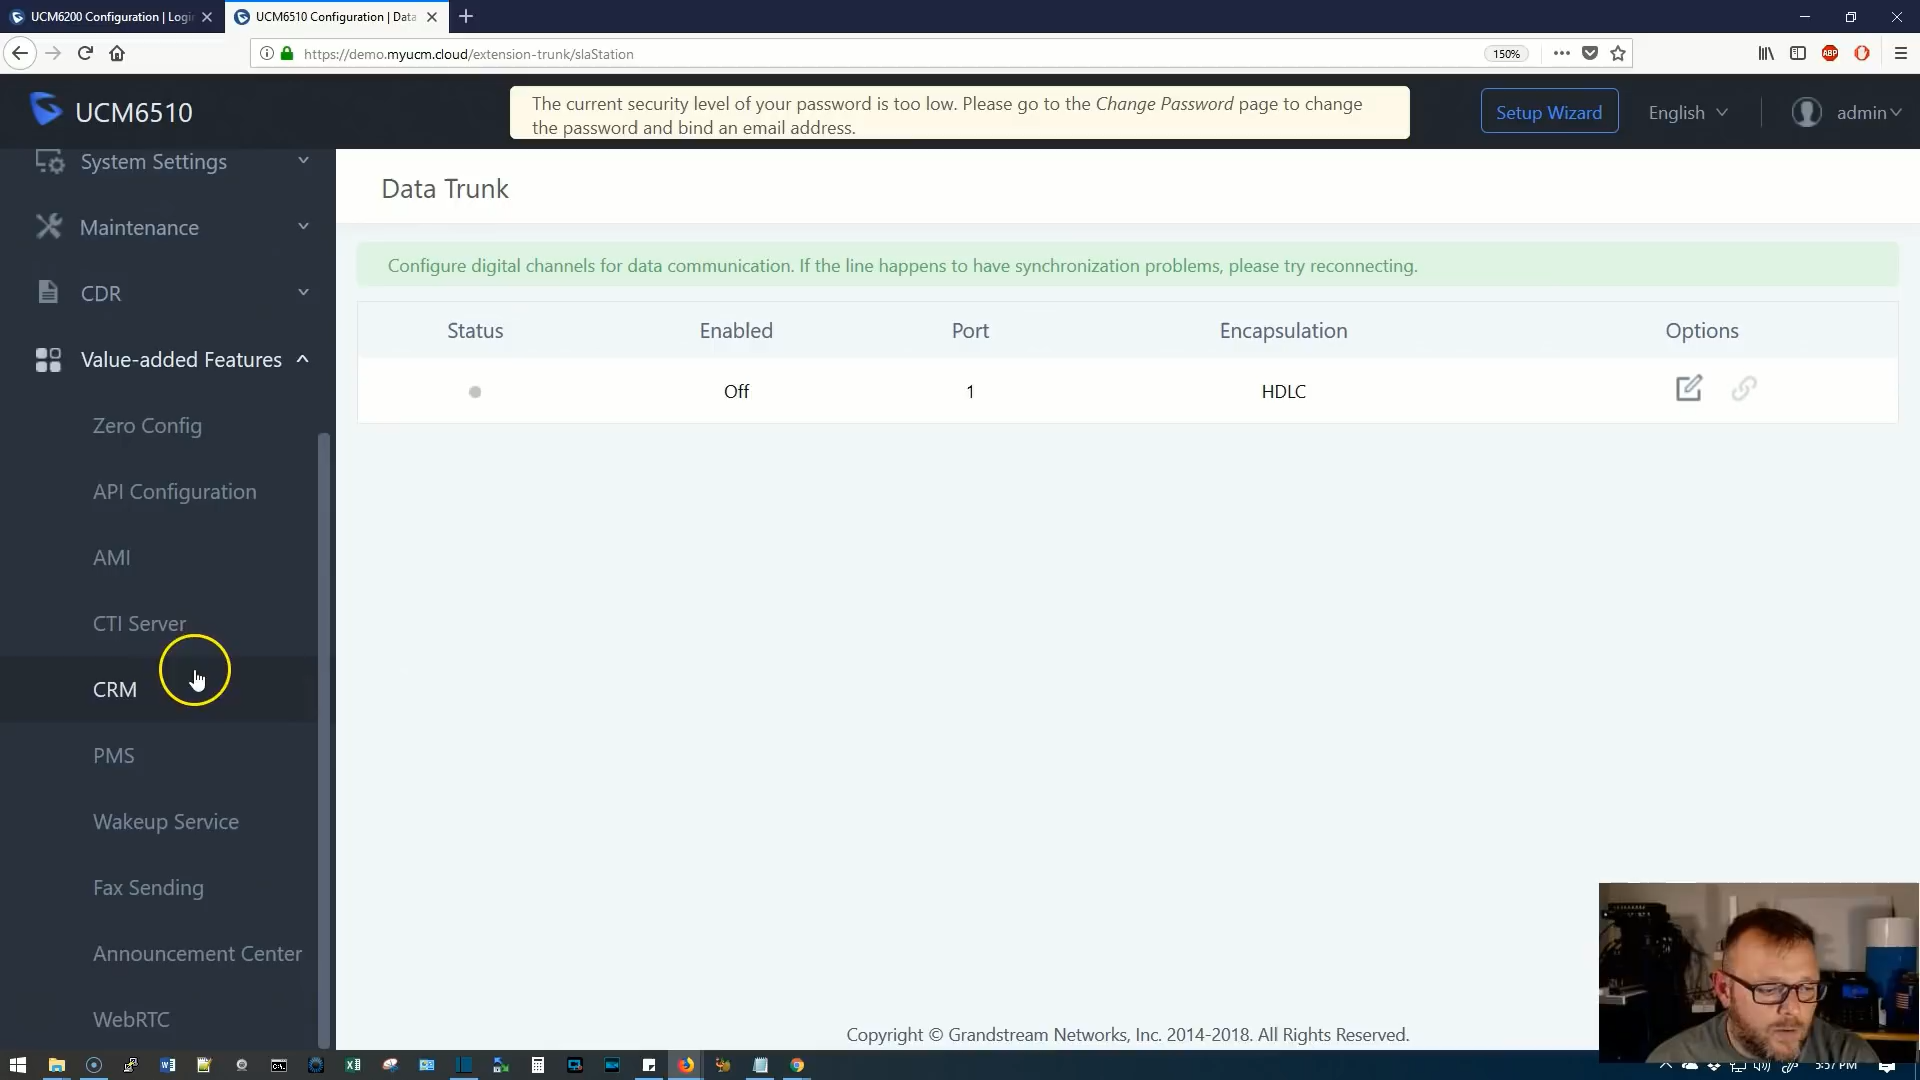 UCM6200 Configuration | Logi
UCM6510 Configuration | Data
https://demo.myucm.cloud/extension-trunk/slaStation
150%
ABP
UCM6510
The current security level of your password is too low. Please go to the Change Password page to change
the password and bind an email address.
Setup Wizard
English
admin
System Settings
Maintenance
CDR
Value-added Features
Zero Config
API Configuration
AMI
CTI Server
CRM
PMS
Wakeup Service
Fax Sending
Announcement Center
WebRTC
Data Trunk
Configure digital channels for data communication. If the line happens to have synchronization problems, please try reconnecting.
Status Enabled Port Encapsulation Options
Off 1 HDLC
Copyright © Grandstream Networks, Inc. 2014-2018. All Rights Reserved.
5:57 PM